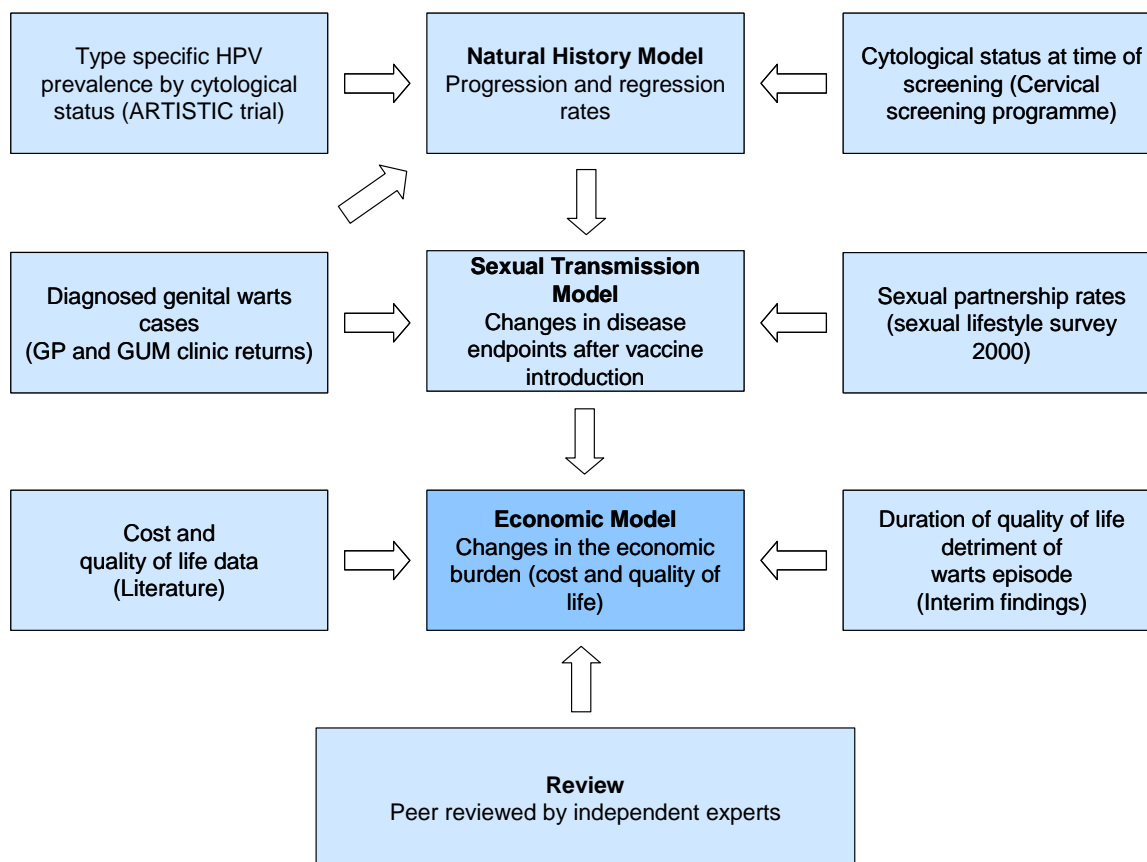 Type specific HPV
prevalence by cytological
status (ARTISTIC trial)
Natural History Model
Progression and regression
rates
Cytological status at time of
screening (Cervical
screening programme)
Diagnosed genital warts
cases
(GP and GUM clinic returns)
Sexual Transmission
Model
Changes in disease
endpoints after vaccine
introduction
Sexual partnership rates
(sexual lifestyle survey
2000)
Cost and
quality of life data
(Literature)
Economic Model
Changes in the economic
burden (cost and quality of
life)
Duration of quality of life
detriment of
warts episode
(Interim findings)
Review
Peer reviewed by independent experts